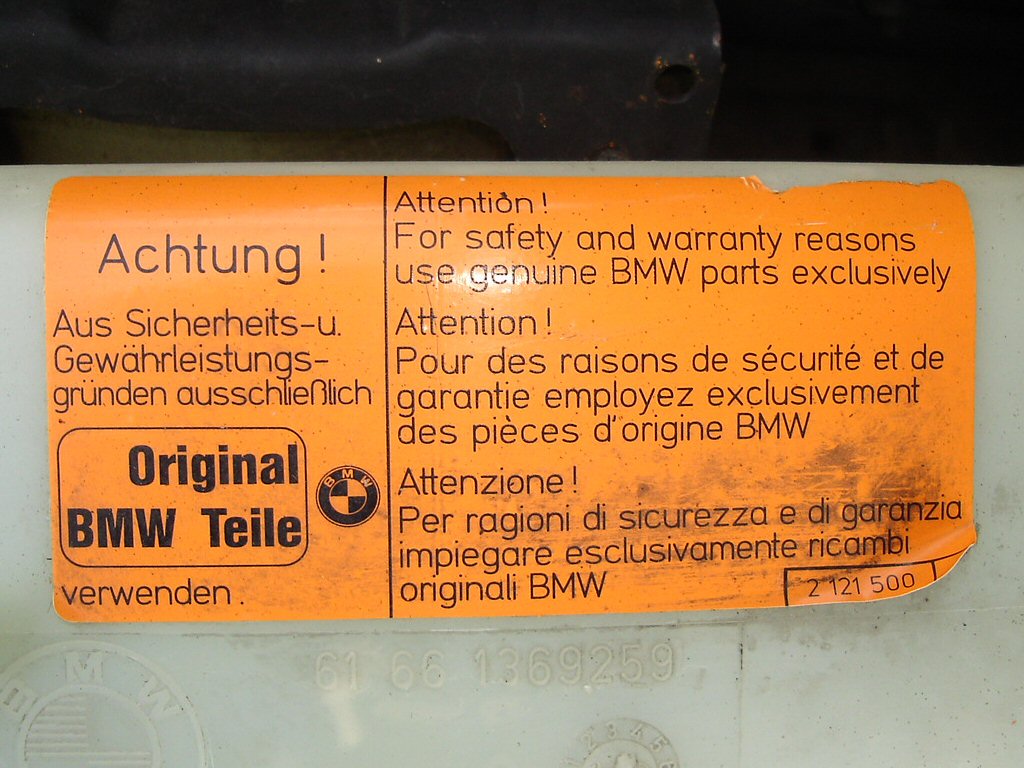 Achtung !
Aus Sicherheits-u.
Gewährleistungs-
gründen ausschließlich
Original
BMW Teile
BMW
verwenden.
Attention !
For safety and warranty reasons
use genuine BMW parts exclusively
Attention !
Pour des raisons de sécurité et de
garantie employez exclusivement
des pièces d'origine BMW
Attenzione !
Per ragioni di sicurezza e di garanzia
impiegare esclusivamente ricambi
originali BMW
2 121 500
61 66 1369259
BMW